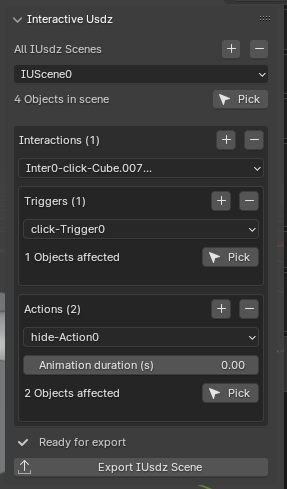 Interactive Usdz
All IUsdz Scenes
IUScene0
4 Objects in scene Pick
Interactions (1)
Inter0-click-Cube.007...
Triggers (1)
click-Trigger0
1 Objects affected Pick
Actions (2)
hide-Action0
Animation duration (s) 0.00
2 Objects affected Pick
Ready for export
Export IUsdz Scene